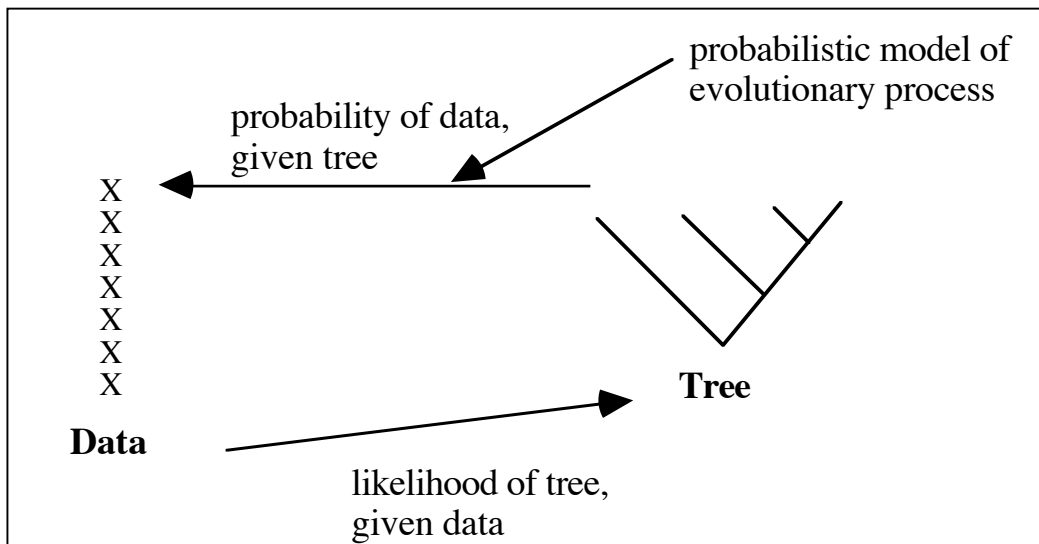 probabilistic model of
evolutionary process
probability of data,
given tree
X
X
X
X
X
X
X
Tree
Data
likelihood of tree,
given data